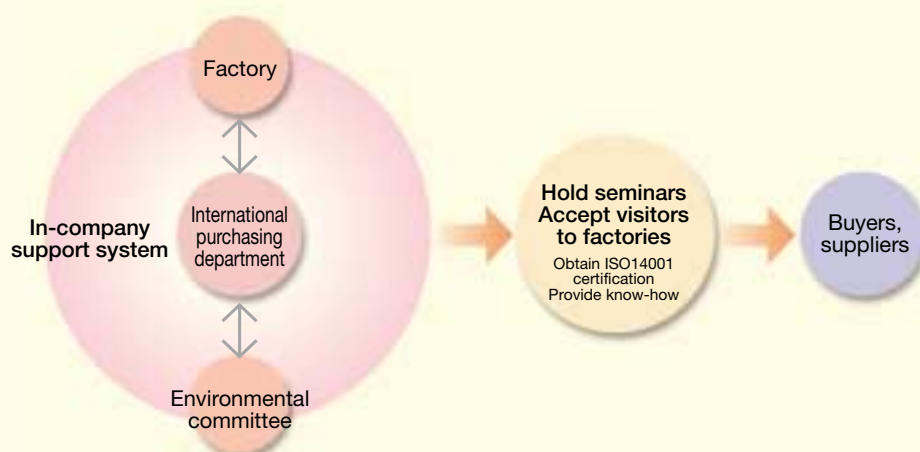 Factory
In-company
support system
International
purchasing
department
Environmental
committee
Hold seminars
Accept visitors
to factories
Obtain ISO14001
certification
Provide know-how
Buyers,
suppliers